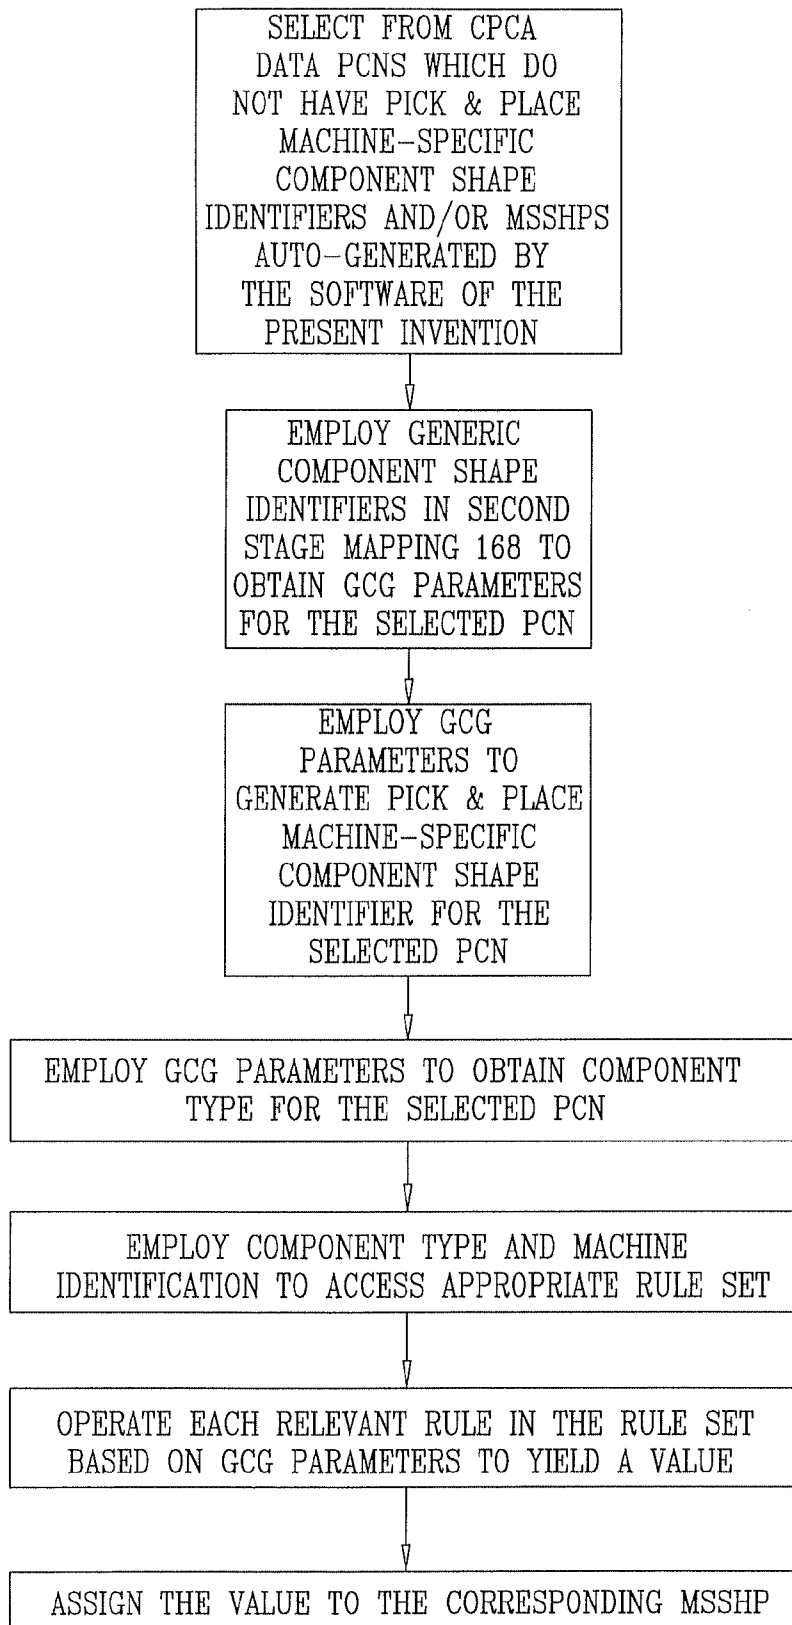 SELECT FROM CPCA
DATA PCNS WHICH DO
NOT HAVE PICK & PLACE
MACHINE-SPECIFIC
COMPONENT SHAPE
IDENTIFIERS AND/OR MSSHPS
AUTO-GENERATED BY
THE SOFTWARE OF THE
PRESENT INVENTION
EMPLOY GENERIC
COMPONENT SHAPE
IDENTIFIERS IN SECOND
STAGE MAPPING 168 TO
OBTAIN GCG PARAMETERS
FOR THE SELECTED PCN
EMPLOY GCG
PARAMETERS TO
GENERATE PICK & PLACE
MACHINE-SPECIFIC
COMPONENT SHAPE
IDENTIFIER FOR THE
SELECTED PCN
EMPLOY GCG PARAMETERS TO OBTAIN COMPONENT
TYPE FOR THE SELECTED PCN
EMPLOY COMPONENT TYPE AND MACHINE
IDENTIFICATION TO ACCESS APPROPRIATE RULE SET
OPERATE EACH RELEVANT RULE IN THE RULE SET
BASED ON GCG PARAMETERS TO YIELD A VALUE
ASSIGN THE VALUE TO THE CORRESPONDING MSSHP